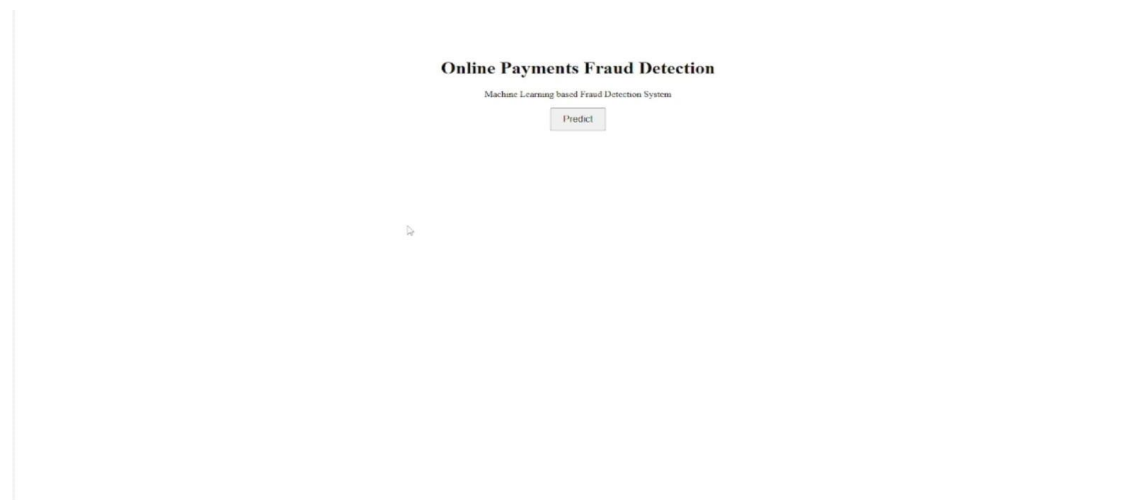 Online Payments Fraud Detection
Machine Learning based Fraud Detection System
Predict